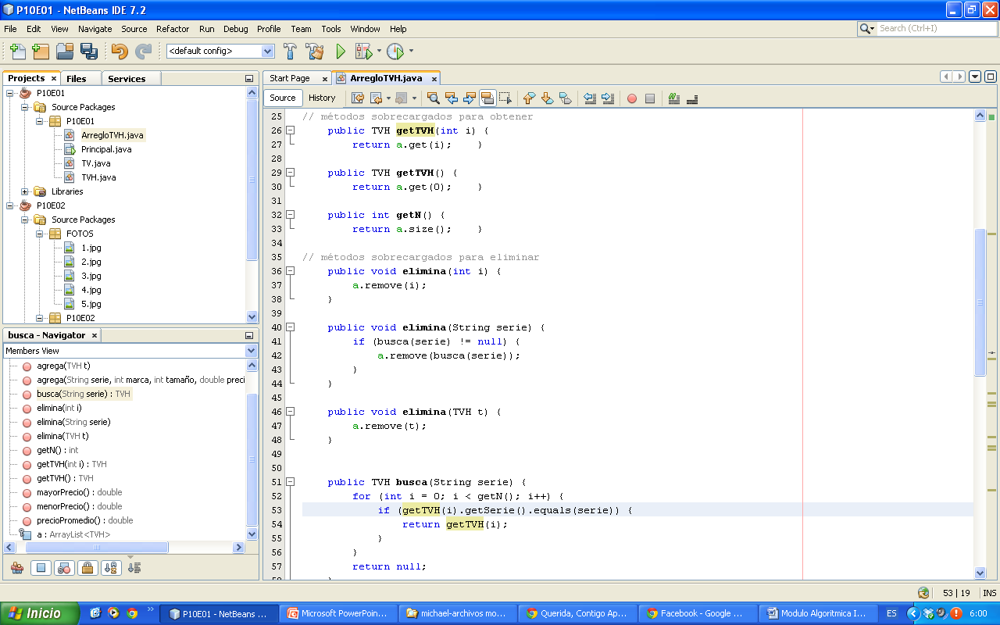 P10E01 - NetBeans IDE 7.2
File Edit View Navigate Source Refactor Run Debug Profile Team Tools Window Help
Search (Ctrl+I)
<default config>
Projects Files Services
P10E01
Source Packages
P10E01
ArregloTVH.java
Principal.java
TV.java
TVH.java
Libraries
P10E02
Source Packages
FOTOS
1.jpg
2.jpg
3.jpg
4.jpg
5.jpg
P10E02
busca - Navigator
Members View
agrega(TVH t)
agrega(String serie, int marca, int tamaño, double preci
busca(String serie) : TVH
elimina(int i)
elimina(String serie)
elimina(TVH t)
getN() : int
getTVH(int i) : TVH
getTVH() : TVH
mayorPrecio() : double
menorPrecio() : double
precioPromedio() : double
a : ArrayList<TVH>
Start Page ArregloTVH.java
Source History
25 // métodos sobrecargados para obtener
26 public TVH getTVH(int i) {
27 return a.get(i); }
28
29 public TVH getTVH() {
30 return a.get(0); }
31
32 public int getN() {
33 return a.size(); }
34
35 // métodos sobrecargados para eliminar
36 public void elimina(int i) {
37 a.remove(i);
38 }
39
40 public void elimina(String serie) {
41 if (busca(serie) != null) {
42 a.remove(busca(serie));
43 }
44 }
45
46 public void elimina(TVH t) {
47 a.remove(t);
48 }
49
50
51 public TVH busca(String serie) {
52 for (int i = 0; i < getN(); i++) {
53 if (getTVH(i).getSerie().equals(serie)) {
54 return getTVH(i);
55 }
56 }
57 return null;
53 | 19 INS
Inicio
P10E01 - NetBeans ...
Microsoft PowerPoin...
michael-archivos mo...
Querida, Contigo Ap...
Facebook - Google ...
Modulo Algoritmica I...
ES
6:00